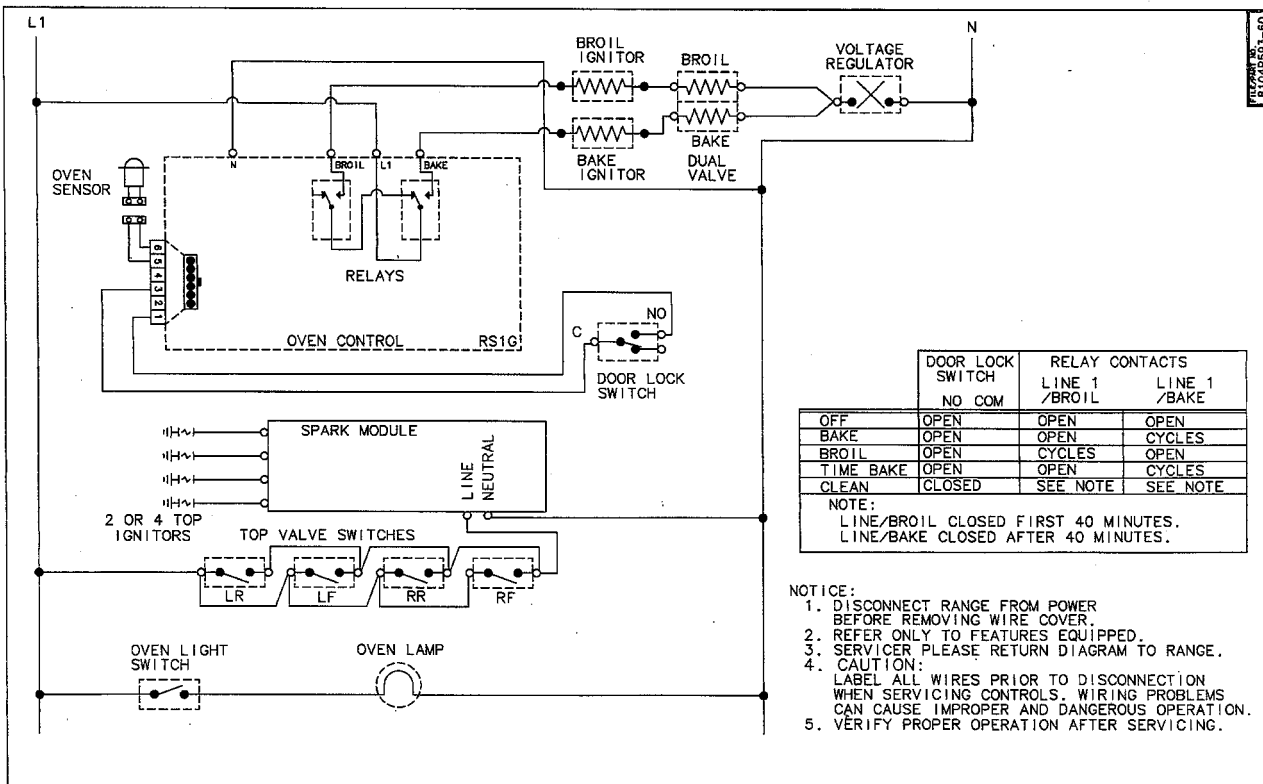 L1
N
BROIL
IGNITOR
BROIL
VOLTAGE
REGULATOR
BAKE
IGNITOR
BAKE
DUAL
VALVE
OVEN
SENSOR
N
BROIL
L1
BAKE
RELAYS
6
5
4
3
2
1
OVEN CONTROL
RS1G
C
NO
DOOR LOCK
SWITCH
SPARK MODULE
LINE
NEUTRAL
2 OR 4 TOP
IGNITORS
TOP VALVE SWITCHES
LR
LF
RR
RF
OVEN LIGHT
SWITCH
OVEN LAMP
DOOR LOCK SWITCH RELAY CONTACTS
NO COM LINE 1 /BROIL LINE 1 /BAKE
OFF OPEN OPEN OPEN
BAKE OPEN OPEN CYCLES
BROIL OPEN CYCLES OPEN
TIME BAKE OPEN OPEN CYCLES
CLEAN CLOSED SEE NOTE SEE NOTE
NOTE:
LINE/BROIL CLOSED FIRST 40 MINUTES.
LINE/BAKE CLOSED AFTER 40 MINUTES.
NOTICE:
1. DISCONNECT RANGE FROM POWER
BEFORE REMOVING WIRE COVER.
2. REFER ONLY TO FEATURES EQUIPPED.
3. SERVICER PLEASE RETURN DIAGRAM TO RANGE.
4. CAUTION:
LABEL ALL WIRES PRIOR TO DISCONNECTION
WHEN SERVICING CONTROLS. WIRING PROBLEMS
CAN CAUSE IMPROPER AND DANGEROUS OPERATION.
5. VERIFY PROPER OPERATION AFTER SERVICING.